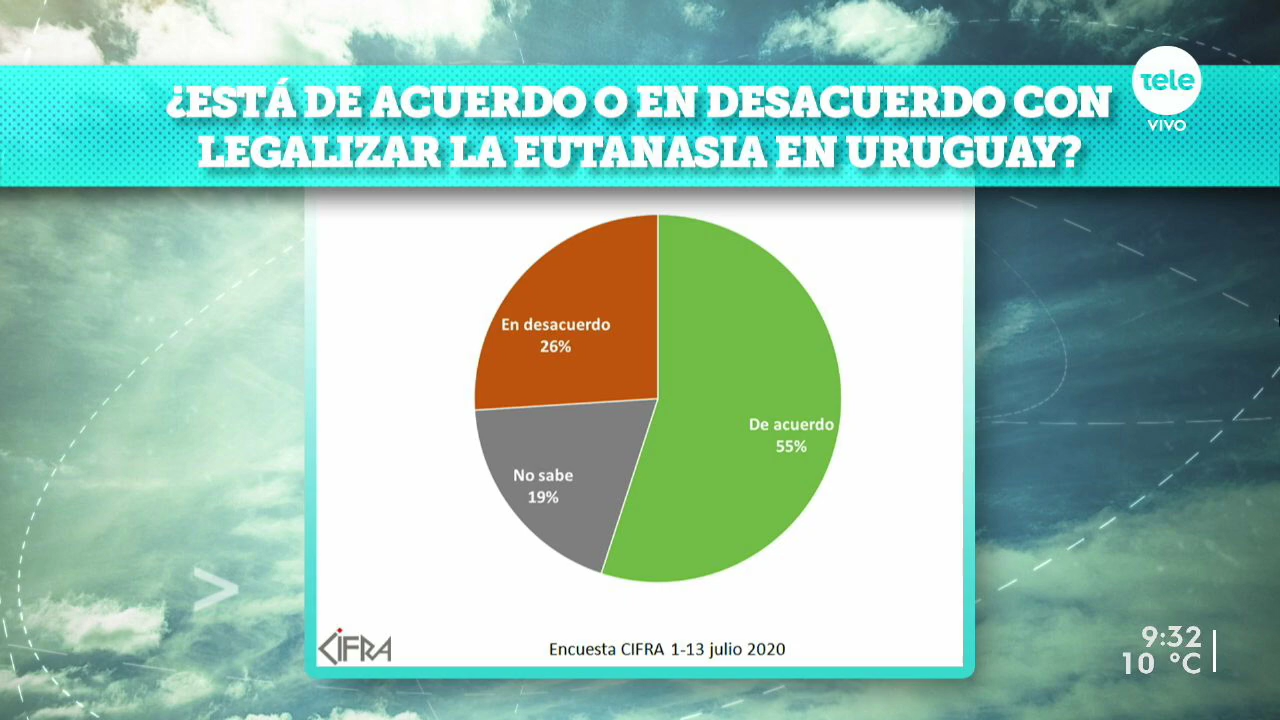 ¿ESTÁ DE ACUERDO O EN DESACUERDO CON
LEGALIZAR LA EUTANASIA EN URUGUAY?
tele
VIVO
En desacuerdo
26%
De acuerdo
55%
No sabe
19%
CIFRA
Encuesta CIFRA 1-13 julio 2020
9:32
10 °C